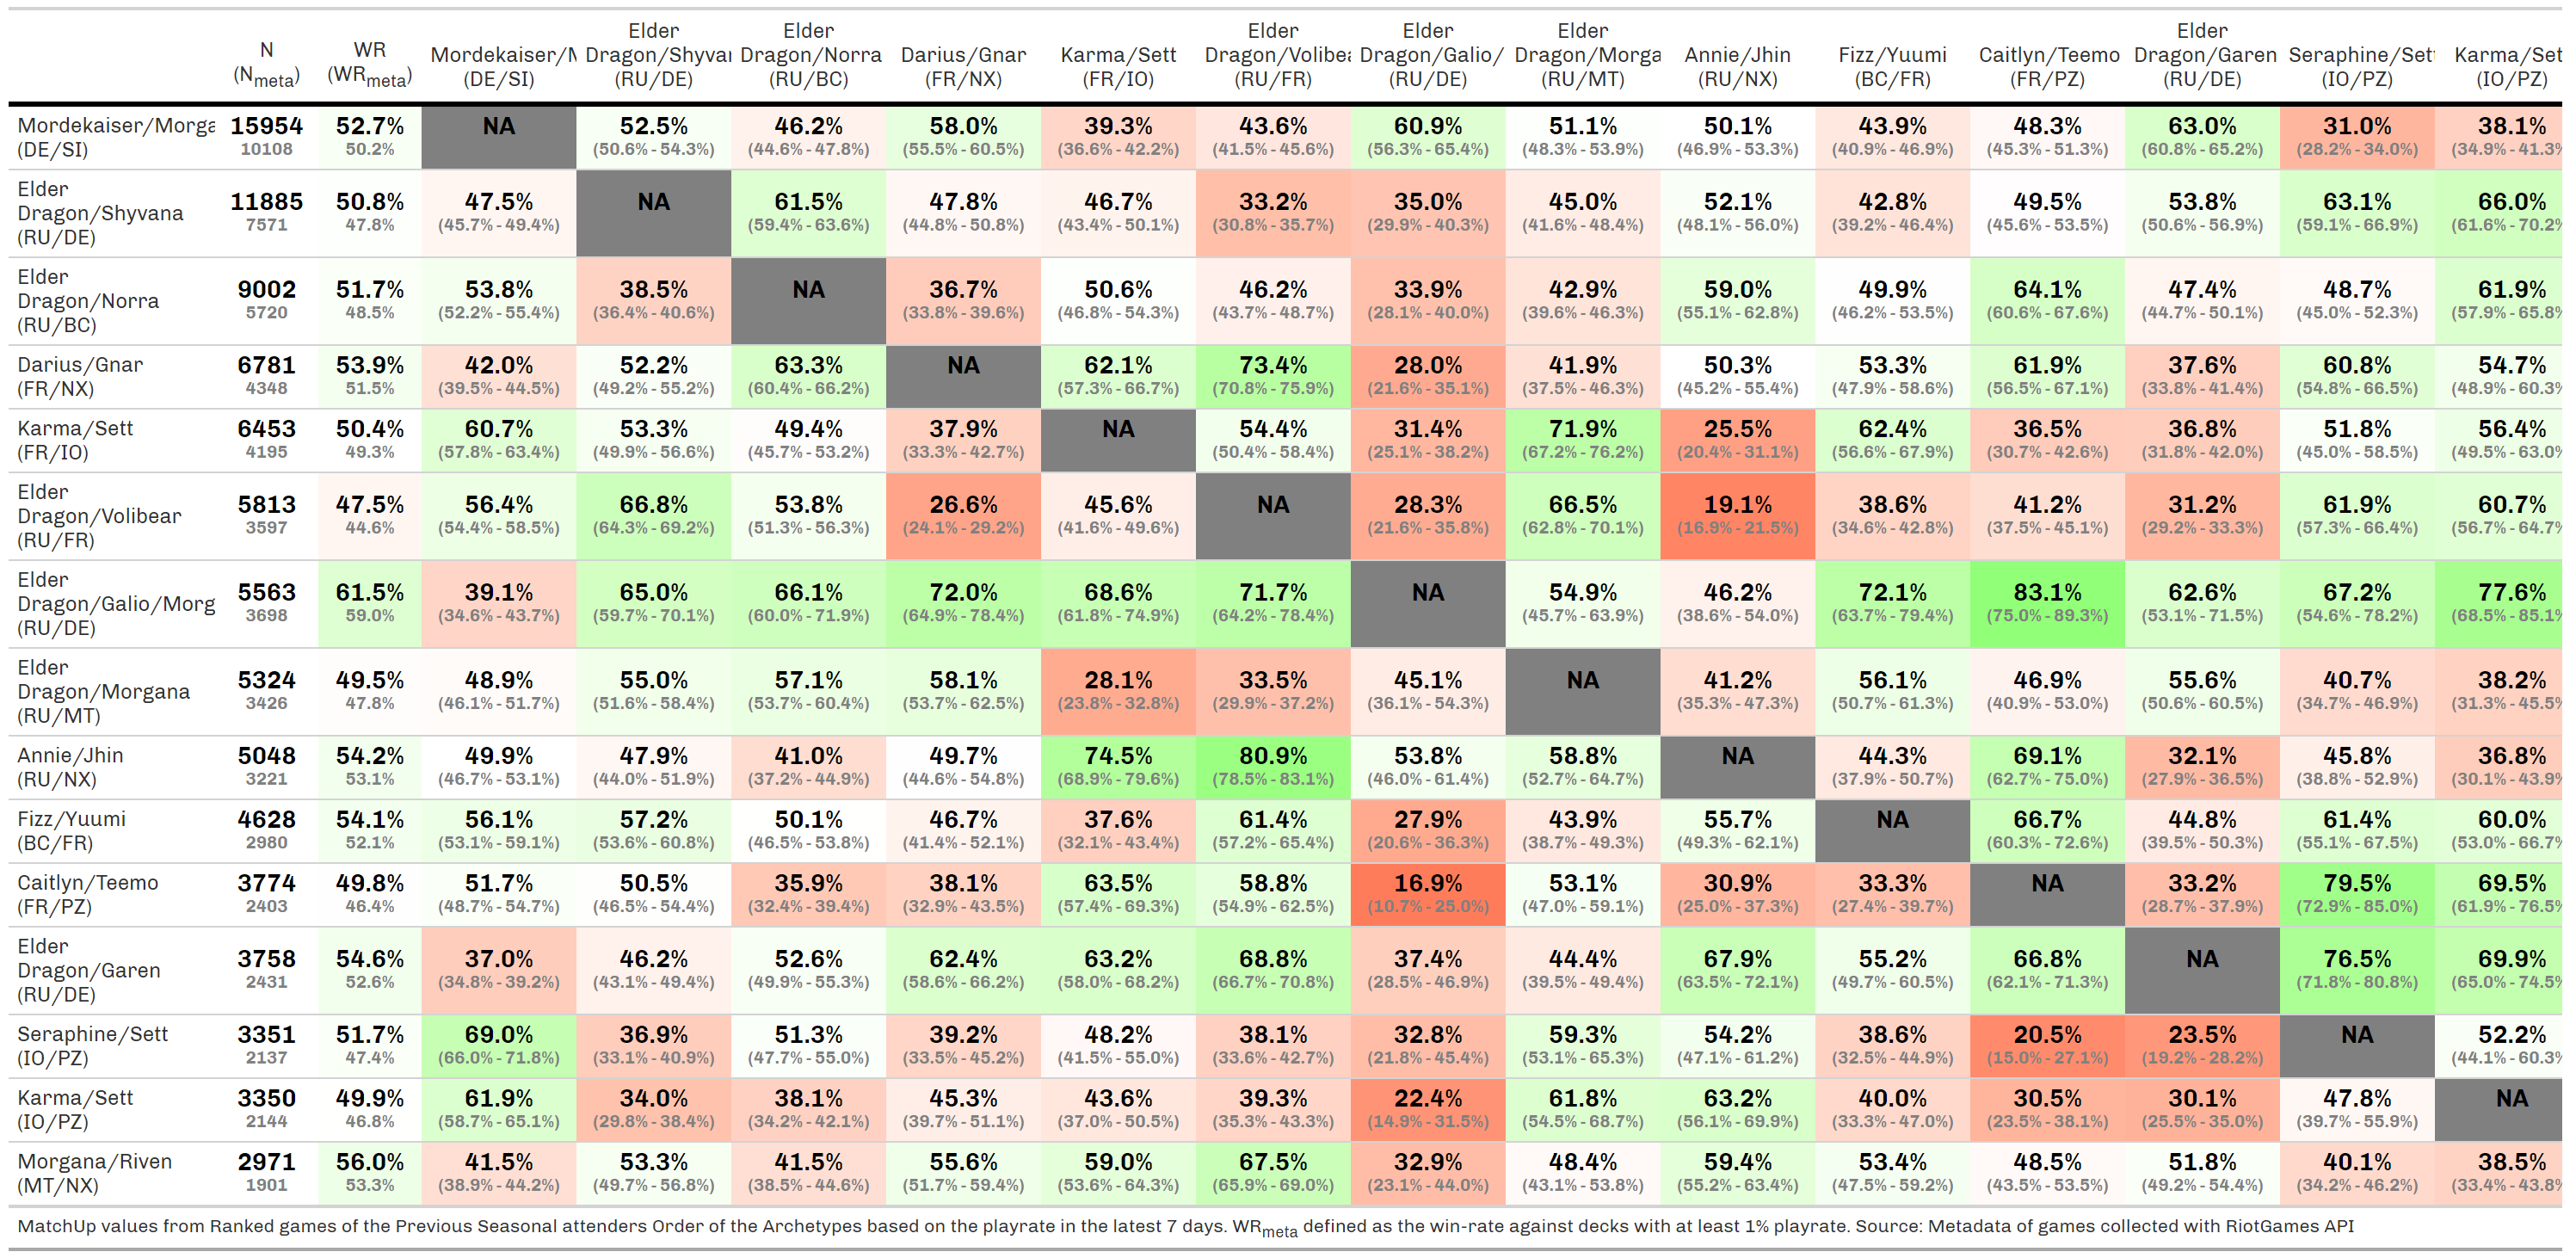 N (Nmeta) WR (WRmeta) Mordekaiser/M (DE/SI) Elder Dragon/Shyvar (RU/DE) Elder Dragon/Norra (RU/BC) Darius/Gnar (FR/NX) Karma/Sett (FR/IO) Elder Dragon/Volibea (RU/FR) Elder Dragon/Galio/ (RU/DE) Elder Dragon/Morga (RU/MT) Annie/Jhin (RU/NX) Fizz/Yuumi (BC/FR) Caitlyn/Teemo (FR/PZ) Elder Dragon/Garen (RU/DE) Seraphine/Sett (IO/PZ) Karma/Set (IO/PZ)
Mordekaiser/Morga 15954 52.7% NA 52.5% 46.2% 58.0% 39.3% 43.6% 60.9% 51.1% 50.1% 43.9% 48.3% 63.0% 31.0% 38.1%
(DE/SI) 10108 50.2% (50.6% - 54.3%) (44.6% - 47.8%) (55.5% - 60.5%) (36.6% - 42.2%) (41.5% - 45.6%) (56.3% - 65.4%) (48.3% - 53.9%) (46.9% - 53.3%) (40.9% - 46.9%) (45.3% - 51.3%) (60.8% - 65.2%) (28.2% - 34.0%) (34.9% - 41.3%
Elder
Dragon/Shyvana 11885 50.8% 47.5% NA 61.5% 47.8% 46.7% 33.2% 35.0% 45.0% 52.1% 42.8% 49.5% 53.8% 63.1% 66.0%
(RU/DE) 7571 47.8% (45.7% - 49.4%) (59.4% - 63.6%) (44.8% - 50.8%) (43.4% - 50.1%) (30.8% - 35.7%) (29.9% - 40.3%) (41.6% - 48.4%) (48.1% - 56.0%) (39.2% - 46.4%) (45.6% - 53.5%) (50.6% - 56.9%) (59.1% - 66.9%) (61.6% - 70.2%
Elder
Dragon/Norra 9002 51.7% 53.8% 38.5% NA 36.7% 50.6% 46.2% 33.9% 42.9% 59.0% 49.9% 64.1% 47.4% 48.7% 61.9%
(RU/BC) 5720 48.5% (52.2% - 55.4%) (36.4% - 40.6%) (33.8% - 39.6%) (46.8% - 54.3%) (43.7% - 48.7%) (28.1% - 40.0%) (39.6% - 46.3%) (55.1% - 62.8%) (46.2% - 53.5%) (60.6% - 67.6%) (44.7% - 50.1%) (45.0% - 52.3%) (57.9% - 65.8%
Darius/Gnar 6781 53.9% 42.0% 52.2% 63.3% NA 62.1% 73.4% 28.0% 41.9% 50.3% 53.3% 61.9% 37.6% 60.8% 54.7%
(FR/NX) 4348 51.5% (39.5% - 44.5%) (49.2% - 55.2%) (60.4% - 66.2%) (57.3% - 66.7%) (70.8% - 75.9%) (21.6% - 35.1%) (37.5% - 46.3%) (45.2% - 55.4%) (47.9% - 58.6%) (56.5% - 67.1%) (33.8% - 41.4%) (54.8% - 66.5%) (48.9% - 60.3%
Karma/Sett 6453 50.4% 60.7% 53.3% 49.4% 37.9% NA 54.4% 31.4% 71.9% 25.5% 62.4% 36.5% 36.8% 51.8% 56.4%
(FR/IO) 4195 49.3% (57.8% - 63.4%) (49.9% - 56.6%) (45.7% - 53.2%) (33.3% - 42.7%) (50.4% - 58.4%) (25.1% - 38.2%) (67.2% - 76.2%) (20.4% - 31.1%) (56.6% - 67.9%) (30.7% - 42.6%) (31.8% - 42.0%) (45.0% - 58.5%) (49.5% - 63.0%
Elder
Dragon/Volibear 5813 47.5% 56.4% 66.8% 53.8% 26.6% 45.6% NA 28.3% 66.5% 19.1% 38.6% 41.2% 31.2% 61.9% 60.7%
(RU/FR) 3597 44.6% (54.4% - 58.5%) (64.3% - 69.2%) (51.3% - 56.3%) (24.1% - 29.2%) (41.6% - 49.6%) (21.6% - 35.8%) (62.8% - 70.1%) (16.9% - 21.5%) (34.6% - 42.8%) (37.5% - 45.1%) (29.2% - 33.3%) (57.3% - 66.4%) (56.7% - 64.7%
Elder
Dragon/Galio/Morg 5563 61.5% 39.1% 65.0% 66.1% 72.0% 68.6% 71.7% NA 54.9% 46.2% 72.1% 83.1% 62.6% 67.2% 77.6%
(RU/DE) 3698 59.0% (34.6% - 43.7%) (59.7% - 70.1%) (60.0% - 71.9%) (64.9% - 78.4%) (61.8% - 74.9%) (64.2% - 78.4%) (45.7% - 63.9%) (38.6% - 54.0%) (63.7% - 79.4%) (75.0% - 89.3%) (53.1% - 71.5%) (54.6% - 78.2%) (68.5% - 85.1%
Elder
Dragon/Morgana 5324 49.5% 48.9% 55.0% 57.1% 58.1% 28.1% 33.5% 45.1% NA 41.2% 56.1% 46.9% 55.6% 40.7% 38.2%
(RU/MT) 3426 47.8% (46.1% - 51.7%) (51.6% - 58.4%) (53.7% - 60.4%) (53.7% - 62.5%) (23.8% - 32.8%) (29.9% - 37.2%) (36.1% - 54.3%) (35.3% - 47.3%) (50.7% - 61.3%) (40.9% - 53.0%) (50.6% - 60.5%) (34.7% - 46.9%) (31.3% - 45.5%
Annie/Jhin 5048 54.2% 49.9% 47.9% 41.0% 49.7% 74.5% 80.9% 53.8% 58.8% NA 44.3% 69.1% 32.1% 45.8% 36.8%
(RU/NX) 3221 53.1% (46.7% - 53.1%) (44.0% - 51.9%) (37.2% - 44.9%) (44.6% - 54.8%) (68.9% - 79.6%) (78.5% - 83.1%) (46.0% - 61.4%) (52.7% - 64.7%) (37.9% - 50.7%) (62.7% - 75.0%) (27.9% - 36.5%) (38.8% - 52.9%) (30.1% - 43.9%
Fizz/Yuumi 4628 54.1% 56.1% 57.2% 50.1% 46.7% 37.6% 61.4% 27.9% 43.9% 55.7% NA 66.7% 44.8% 61.4% 60.0%
(BC/FR) 2980 52.1% (53.1% - 59.1%) (53.6% - 60.8%) (46.5% - 53.8%) (41.4% - 52.1%) (32.1% - 43.4%) (57.2% - 65.4%) (20.6% - 36.3%) (38.7% - 49.3%) (49.3% - 62.1%) (60.3% - 72.6%) (39.5% - 50.3%) (55.1% - 67.5%) (53.0% - 66.7%
Caitlyn/Teemo 3774 49.8% 51.7% 50.5% 35.9% 38.1% 63.5% 58.8% 16.9% 53.1% 30.9% 33.3% NA 33.2% 79.5% 69.5%
(FR/PZ) 2403 46.4% (48.7% - 54.7%) (46.5% - 54.4%) (32.4% - 39.4%) (32.9% - 43.5%) (57.4% - 69.3%) (54.9% - 62.5%) (10.7% - 25.0%) (47.0% - 59.1%) (25.0% - 37.3%) (27.4% - 39.7%) (28.7% - 37.9%) (72.9% - 85.0%) (61.9% - 76.5%
Elder
Dragon/Garen 3758 54.6% 37.0% 46.2% 52.6% 62.4% 63.2% 68.8% 37.4% 44.4% 67.9% 55.2% 66.8% NA 76.5% 69.9%
(RU/DE) 2431 52.6% (34.8% - 39.2%) (43.1% - 49.4%) (49.9% - 55.3%) (58.6% - 66.2%) (58.0% - 68.2%) (66.7% - 70.8%) (28.5% - 46.9%) (39.5% - 49.4%) (63.5% - 72.1%) (49.7% - 60.5%) (62.1% - 71.3%) (71.8% - 80.8%) (65.0% - 74.5%
Seraphine/Sett 3351 51.7% 69.0% 36.9% 51.3% 39.2% 48.2% 38.1% 32.8% 59.3% 54.2% 38.6% 20.5% 23.5% NA 52.2%
(IO/PZ) 2137 47.4% (66.0% - 71.8%) (33.1% - 40.9%) (47.7% - 55.0%) (33.5% - 45.2%) (41.5% - 55.0%) (33.6% - 42.7%) (21.8% - 45.4%) (53.1% - 65.3%) (47.1% - 61.2%) (32.5% - 44.9%) (15.0% - 27.1%) (19.2% - 28.2%) (44.1% - 60.3%
Karma/Sett 3350 49.9% 61.9% 34.0% 38.1% 45.3% 43.6% 39.3% 22.4% 61.8% 63.2% 40.0% 30.5% 30.1% 47.8% NA
(IO/PZ) 2144 46.8% (58.7% - 65.1%) (29.8% - 38.4%) (34.2% - 42.1%) (39.7% - 51.1%) (37.0% - 50.5%) (35.3% - 43.3%) (14.9% - 31.5%) (54.5% - 68.7%) (56.1% - 69.9%) (33.3% - 47.0%) (23.5% - 38.1%) (25.5% - 35.0%) (39.7% - 55.9%)
Morgana/Riven 2971 56.0% 41.5% 53.3% 41.5% 55.6% 59.0% 67.5% 32.9% 48.4% 59.4% 53.4% 48.5% 51.8% 40.1% 38.5%
(MT/NX) 1901 53.3% (38.9% - 44.2%) (49.7% - 56.8%) (38.5% - 44.6%) (51.7% - 59.4%) (53.6% - 64.3%) (65.9% - 69.0%) (23.1% - 44.0%) (43.1% - 53.8%) (55.2% - 63.4%) (47.5% - 59.2%) (43.5% - 53.5%) (49.2% - 54.4%) (34.2% - 46.2%) (33.4% - 43.8%
MatchUp values from Ranked games of the Previous Seasonal attenders Order of the Archetypes based on the playrate in the latest 7 days. WRmeta defined as the win-rate against decks with at least 1% playrate. Source: Metadata of games collected with RiotGames API